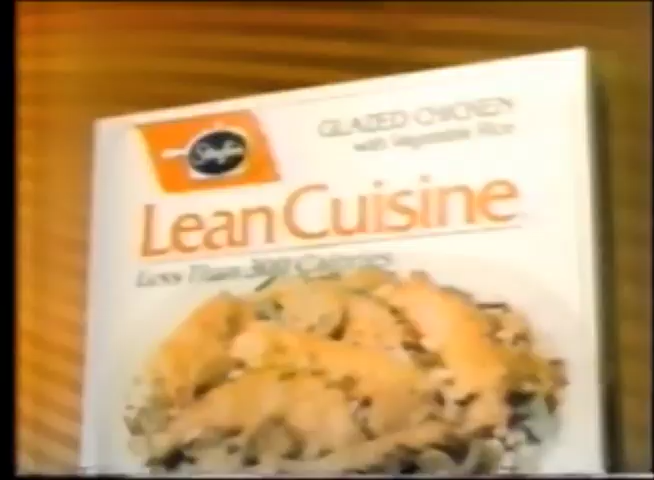 GLAZED CHICKEN
with Vegetable Rice
Stouffer's
Lean Cuisine
Less Than 300 Calories